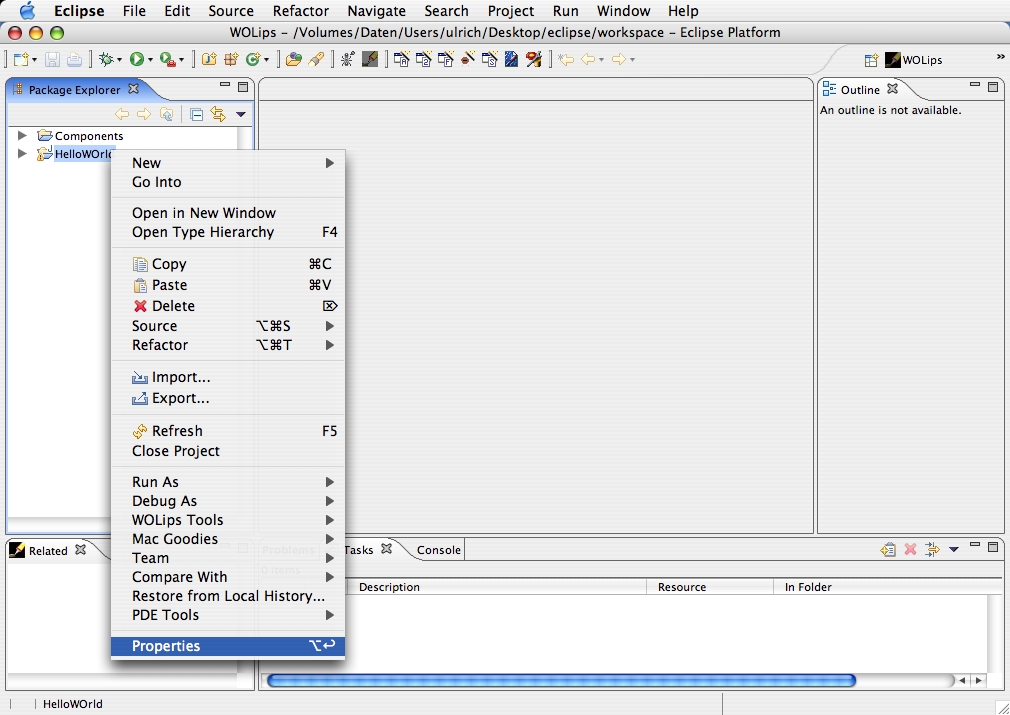 Eclipse File Edit Source Refactor Navigate Search Project Run Window Help
WOLips – /Volumes/Daten/Users/ulrich/Desktop/eclipse/workspace – Eclipse Platform
WOLips »
Package Explorer
Outline
An outline is not available.
Components
HelloWOrld
New
Go Into
Open in New Window
Open Type Hierarchy F4
Copy ⌘C
Paste ⌘V
Delete ⌦
Source ⌥⌘S
Refactor ⌥⌘T
Import...
Export...
Refresh F5
Close Project
Run As
Debug As
WOLips Tools
Mac Goodies
Team
Compare With
Restore from Local History...
PDE Tools
Properties ⌥↩
Related
Problems Tasks Console
0 items
Description Resource In Folder
HelloWOrld